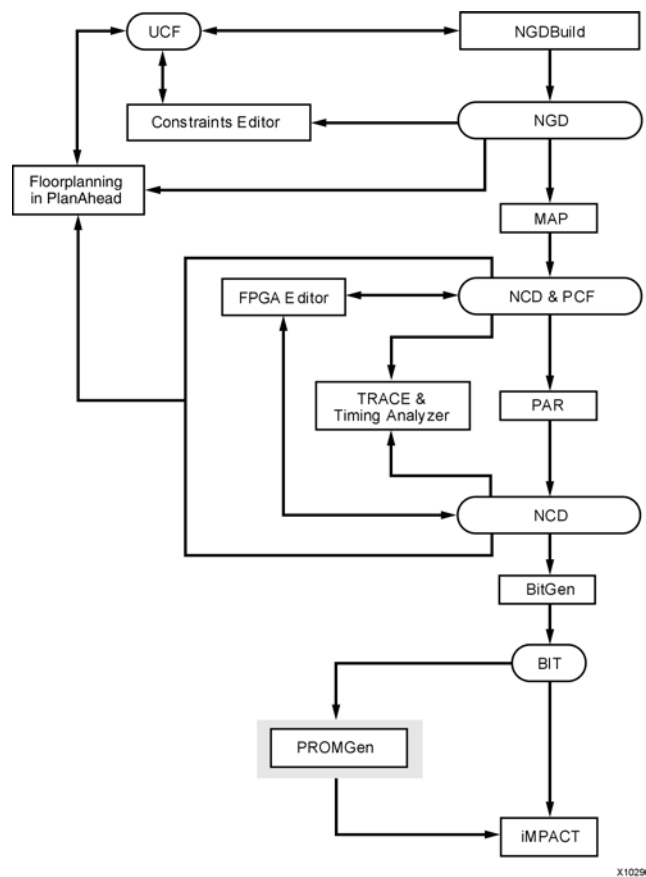 UCF
NGDBuild
Constraints Editor
NGD
Floorplanning
in PlanAhead
MAP
FPGA Editor
NCD & PCF
TRACE &
Timing Analyzer
PAR
NCD
BitGen
BIT
PROMGen
iMPACT